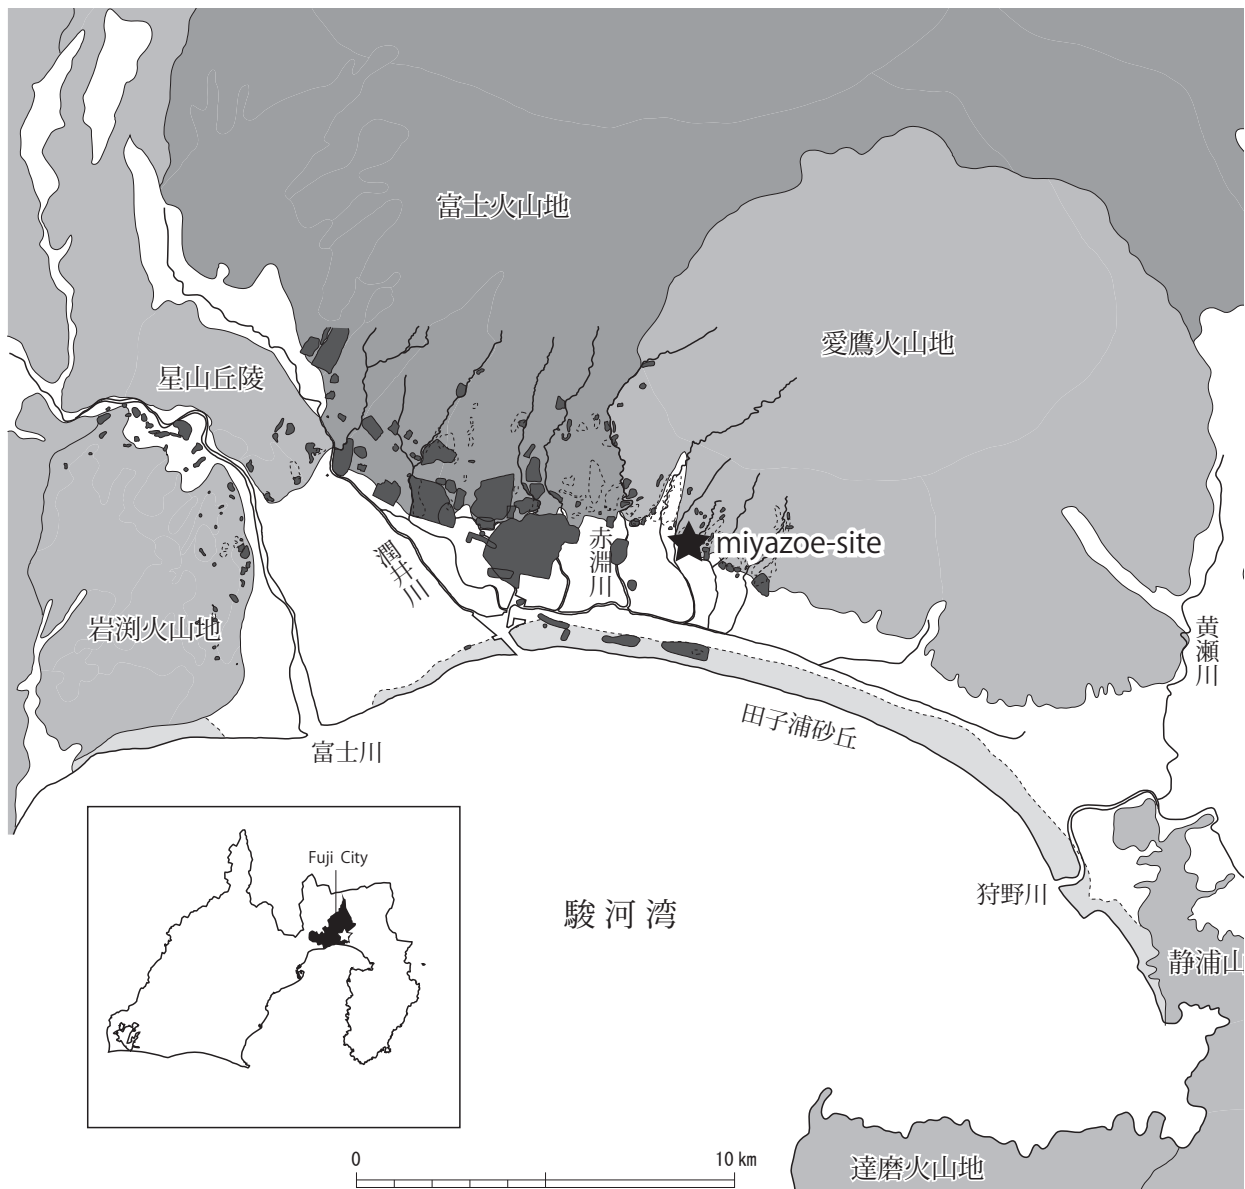 富士火山地
愛鷹火山地
星山丘陵
miyazoe-site
赤淵川
潤井川
岩渕火山地
黄瀬川
田子浦砂丘
富士川
Fuji City
狩野川
駿河湾
静浦山
0
10 km
達磨火山地